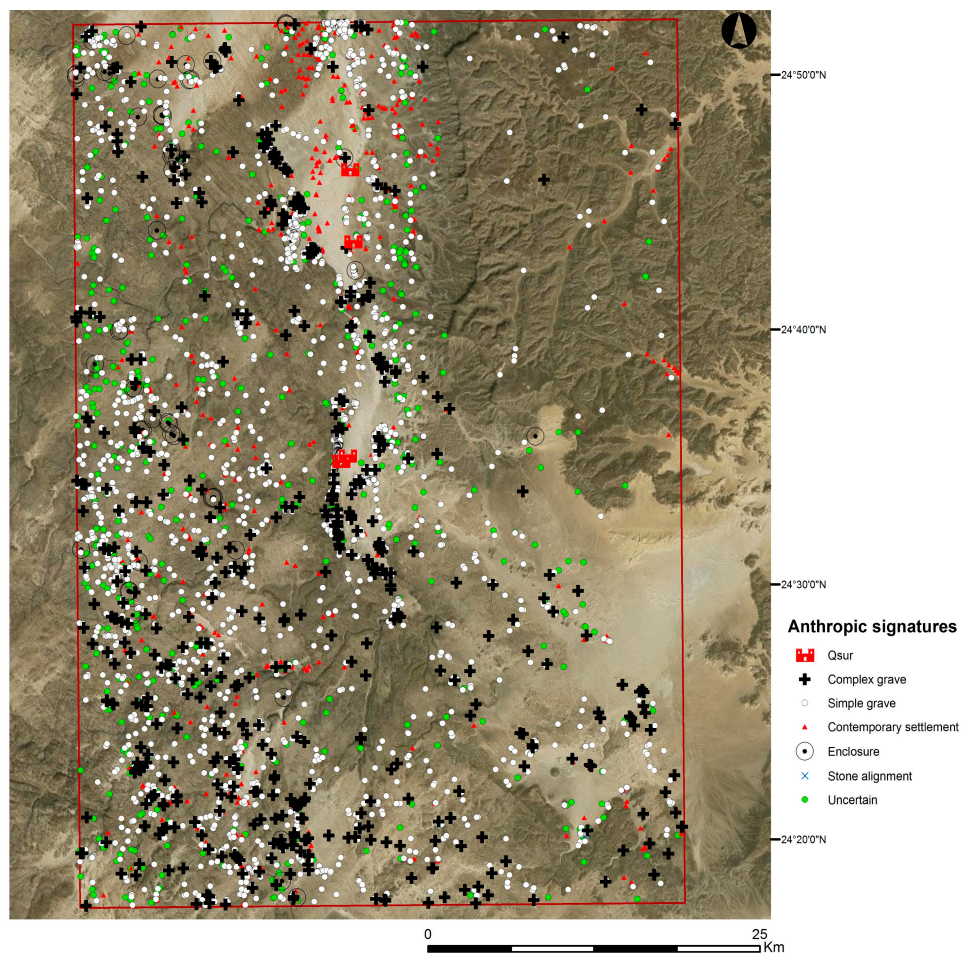 24°50'0"N
24°40'0"N
24°30'0"N
Anthropic signatures
Qsur
Complex grave
Simple grave
Contemporary settlement
Enclosure
Stone alignment
Uncertain
24°20'0"N
0 25
Km